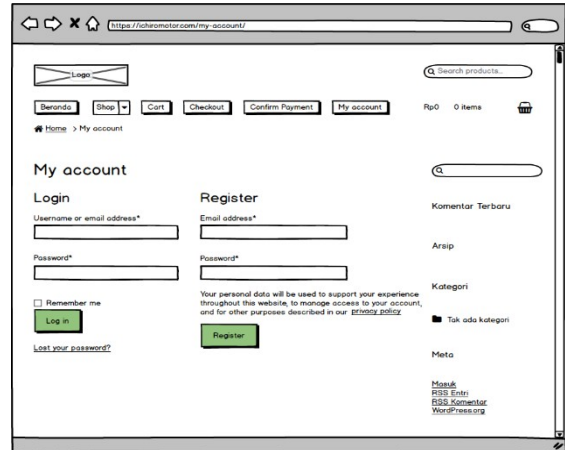 https://ichiromotor.com/my-account/
Logo
Search products...
Beranda Shop Cart Checkout Confirm Payment My account Rp0 0 items
Home > My account
My account
Login
Username or email address*
Password*
Remember me
Log in
Lost your password?
Register
Email address*
Password*
Your personal data will be used to support your experience
throughout this website, to manage access to your account,
and for other purposes described in our privacy policy
Register
Komentar Terbaru
Arsip
Kategori
Tak ada kategori
Meta
Masuk
RSS Entri
RSS Komentar
WordPress.org